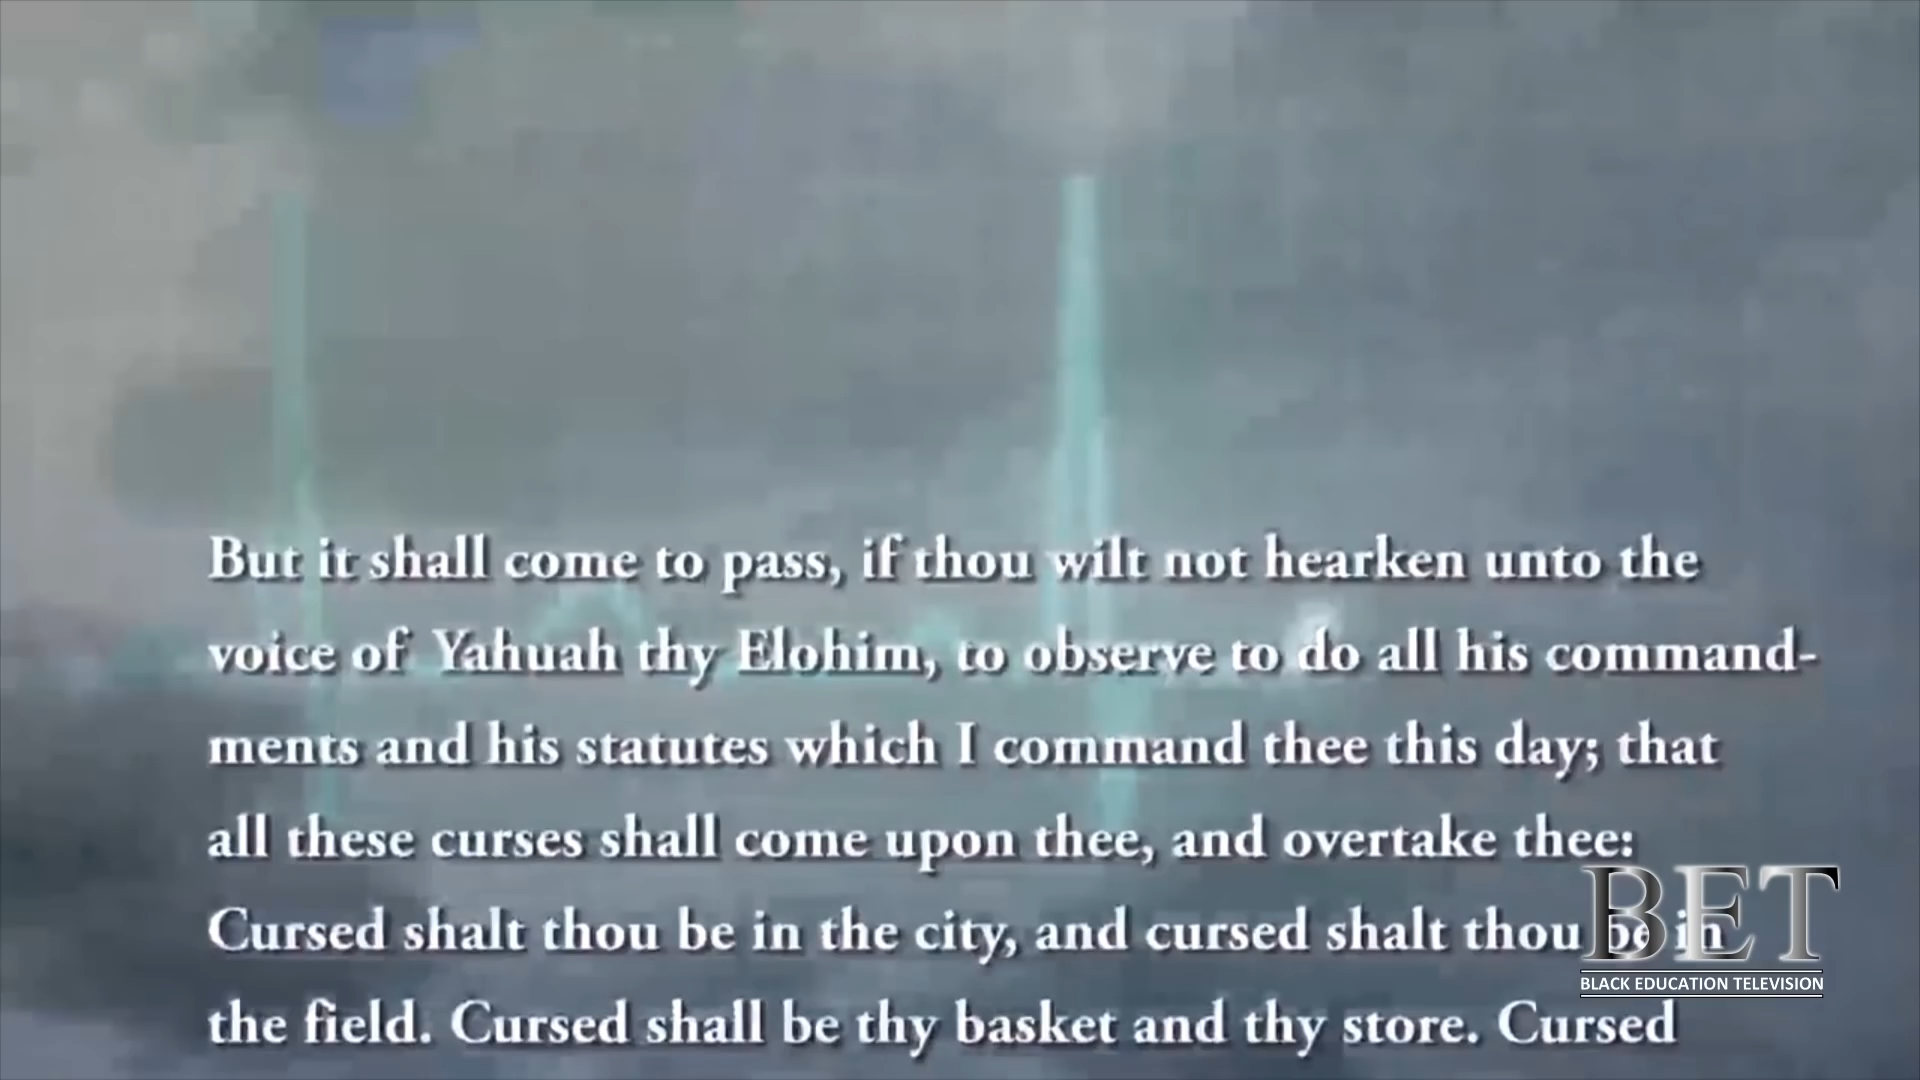 But it shall come to pass, if thou wilt not hearken unto the
voice of Yahuah thy Elohim, to observe to do all his command-
ments and his statutes which I command thee this day; that
all these curses shall come upon thee, and overtake thee:
Cursed shalt thou be in the city, and cursed shalt thou be in
the field. Cursed shall be thy basket and thy store. Cursed
BET
BLACK EDUCATION TELEVISION